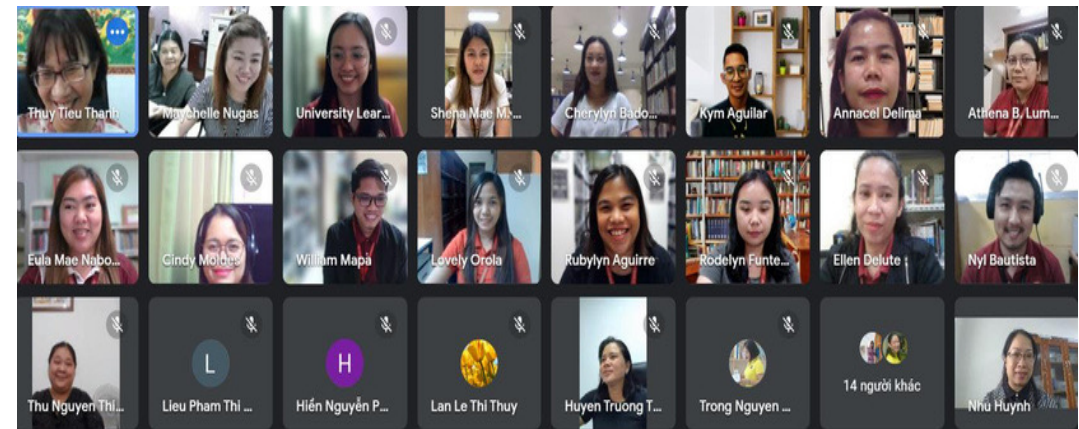 Thuy Tieu Thanh
Maychelle Nugas
University Lear...
Shena Mae M....
Cherylyn Bado...
Kym Aguilar
Annacel Delima
Athena B. Lum...
Eula Mae Nabo...
Cindy Moldes
William Mapa
Lovely Orola
Rubylyn Aguirre
Rodelyn Funte...
Ellen Delute
Nyl Bautista
Thu Nguyen Thi...
L
Lieu Pham Thi ...
H
Hiền Nguyễn P...
Lan Le Thi Thuy
Huyen Truong T...
Trong Nguyen ...
14 người khác
Nhu Huynh